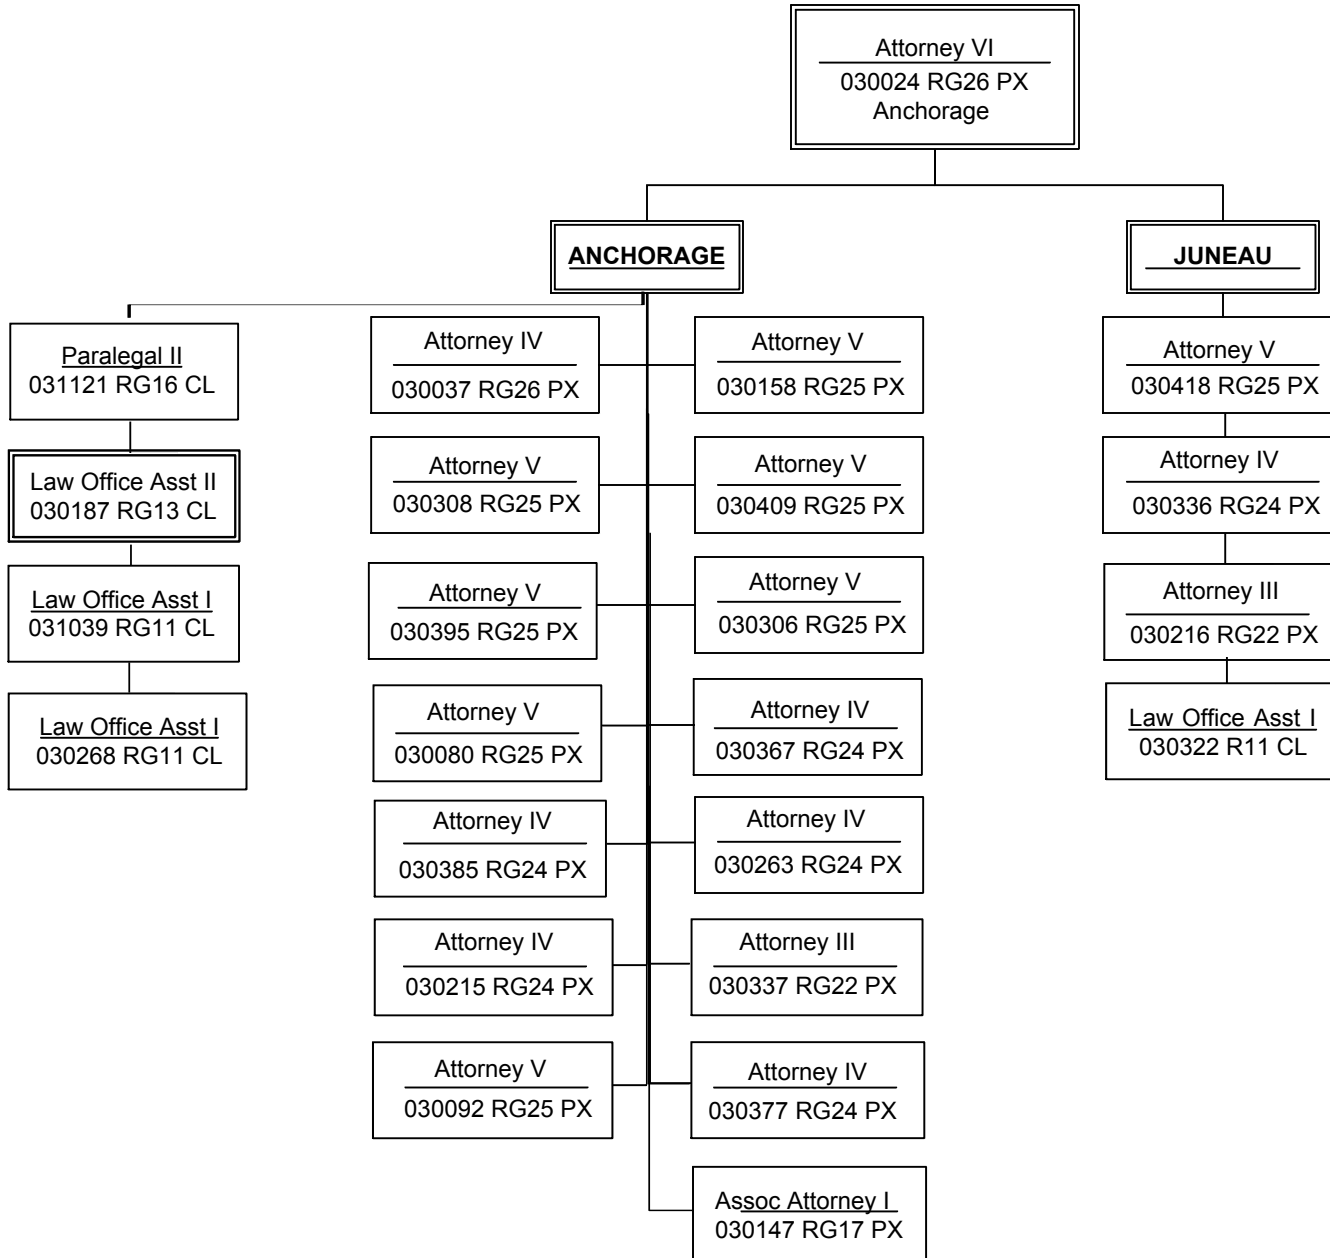 Attorney VI
030024 RG26 PX
Anchorage
ANCHORAGE
JUNEAU
Paralegal II
031121 RG16 CL
Law Office Asst II
030187 RG13 CL
Law Office Asst I
031039 RG11 CL
Law Office Asst I
030268 RG11 CL
Attorney IV
030037 RG26 PX
Attorney V
030308 RG25 PX
Attorney V
030395 RG25 PX
Attorney V
030080 RG25 PX
Attorney IV
030385 RG24 PX
Attorney IV
030215 RG24 PX
Attorney V
030092 RG25 PX
Attorney V
030158 RG25 PX
Attorney V
030409 RG25 PX
Attorney V
030306 RG25 PX
Attorney IV
030367 RG24 PX
Attorney IV
030263 RG24 PX
Attorney III
030337 RG22 PX
Attorney IV
030377 RG24 PX
Assoc Attorney I
030147 RG17 PX
Attorney V
030418 RG25 PX
Attorney IV
030336 RG24 PX
Attorney III
030216 RG22 PX
Law Office Asst I
030322 R11 CL